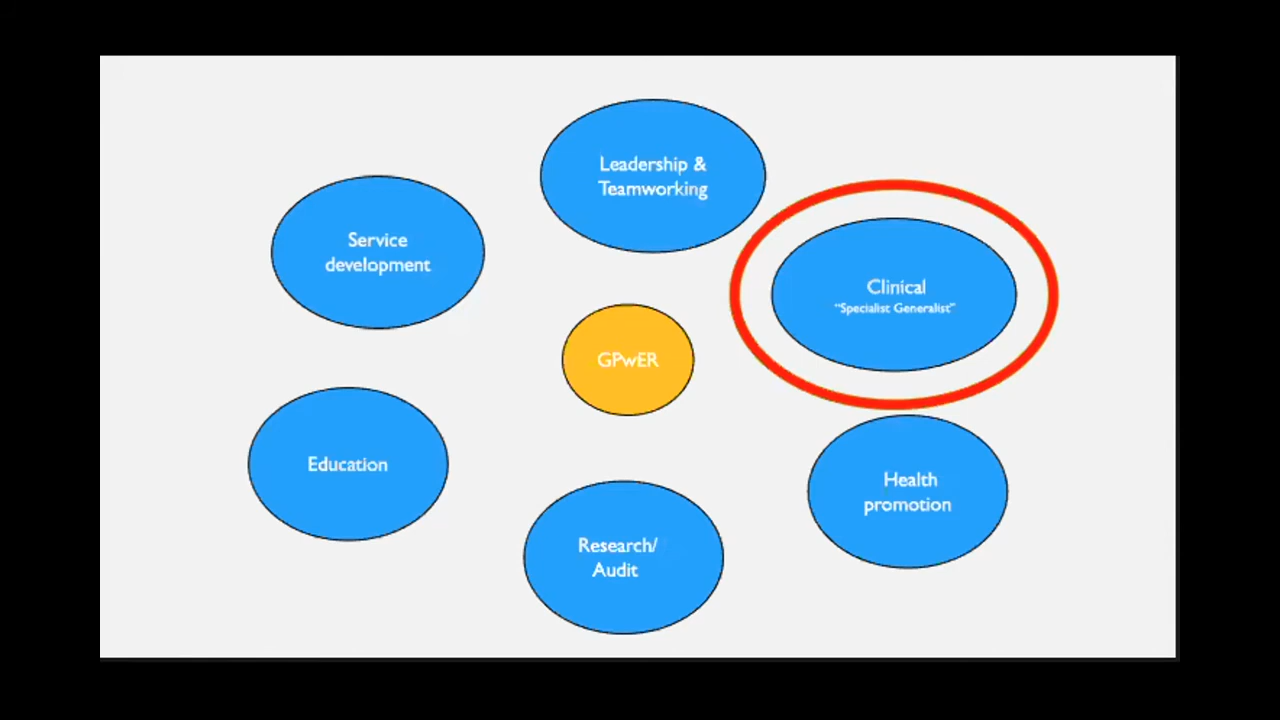 Leadership &
Teamworking
Service
development
Clinical
"Specialist Generalist"
GPwER
Education
Health
promotion
Research/
Audit